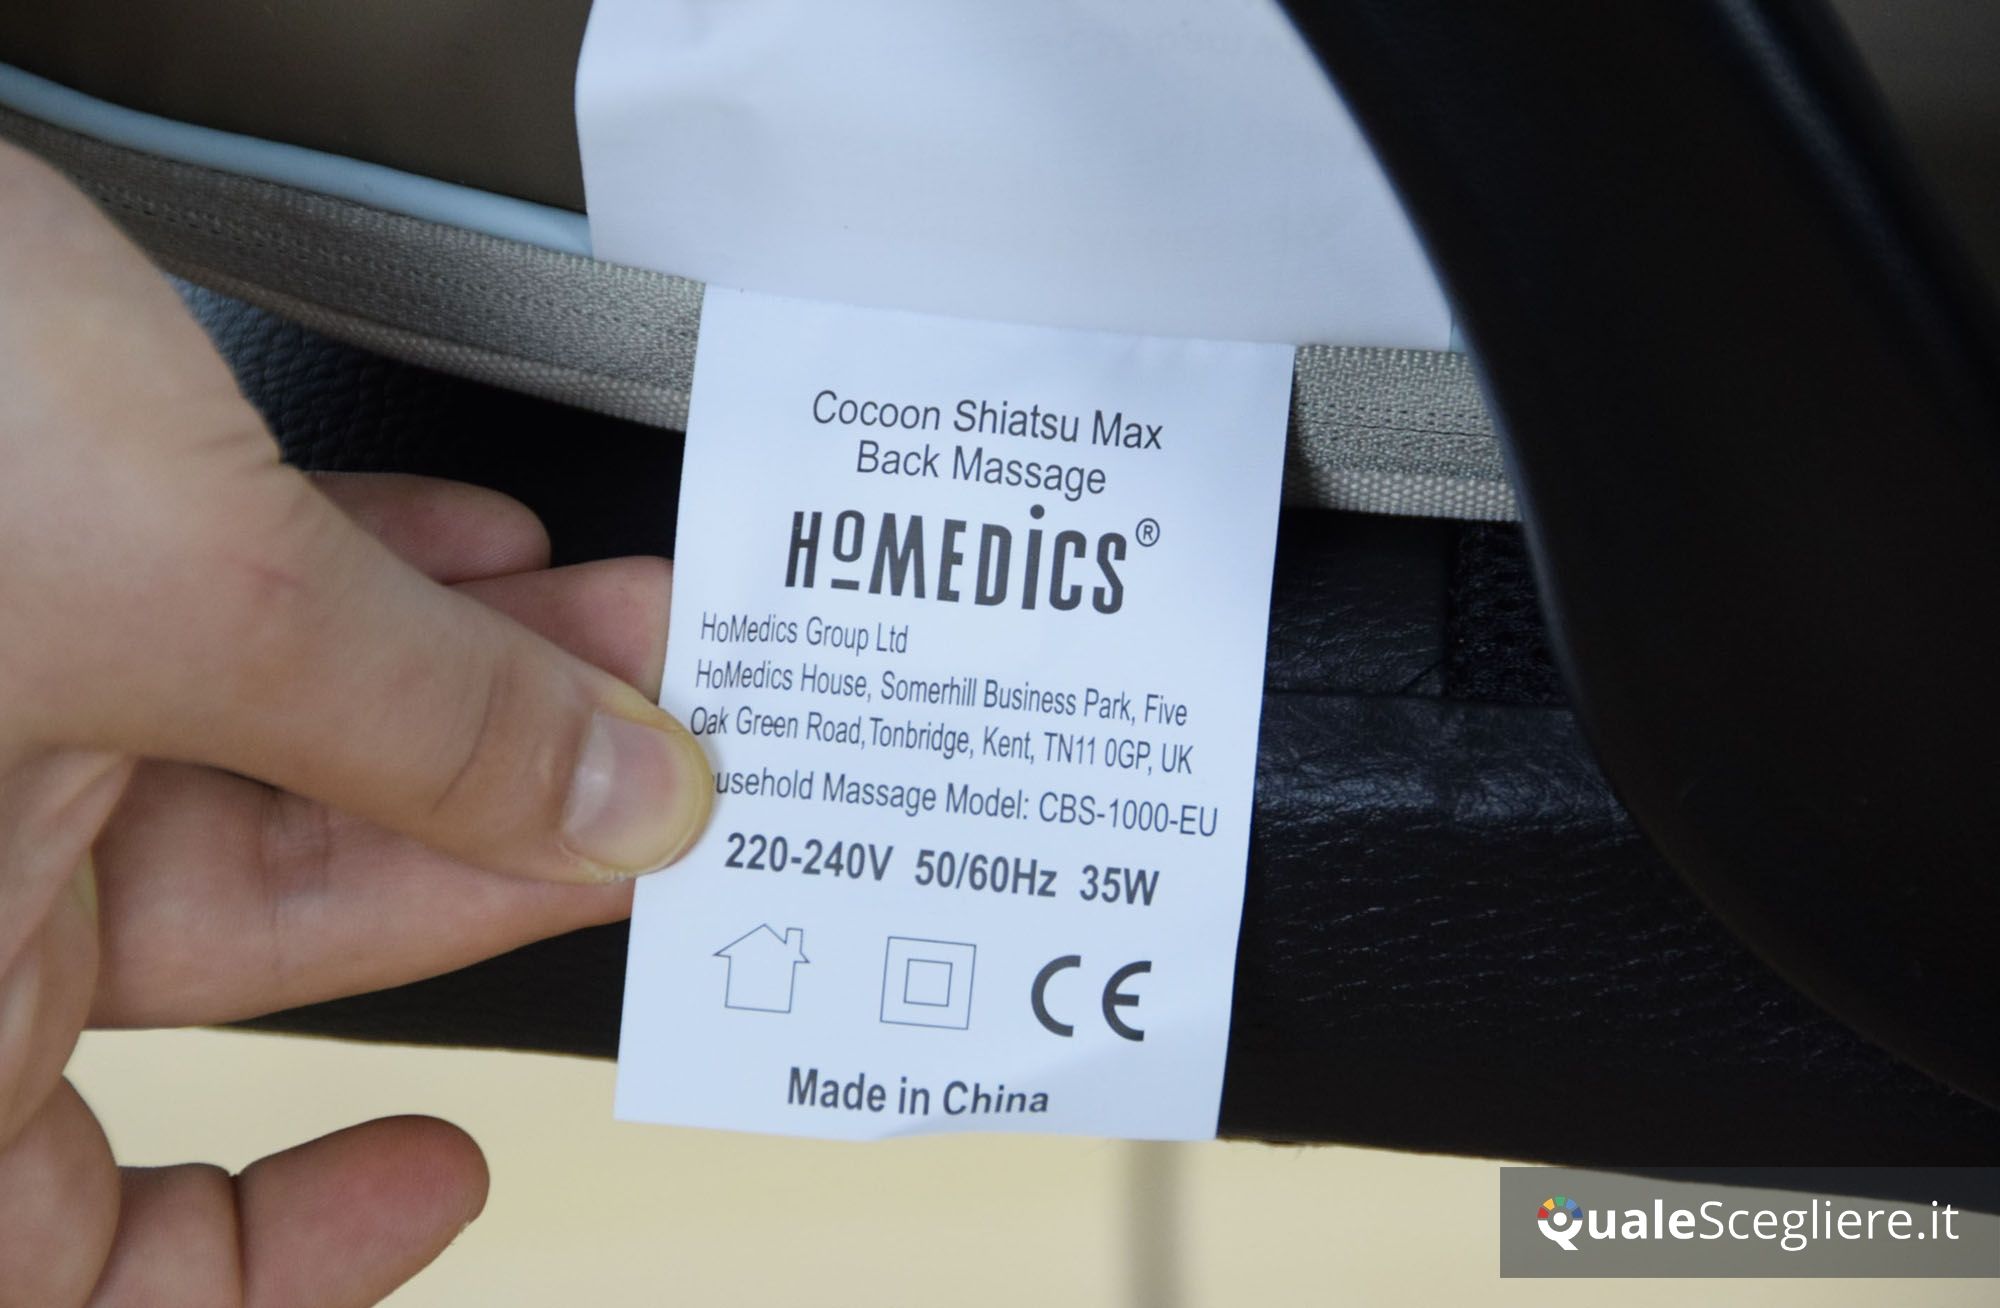 Cocoon Shiatsu Max
Back Massage
HoMEDiCS®
HoMedics Group Ltd
HoMedics House, Somerhill Business Park, Five
Oak Green Road, Tonbridge, Kent, TN11 0GP, UK
usehold Massage Model: CBS-1000-EU
220-240V 50/60Hz 35W
CE
Made in China
QualeScegliere.it